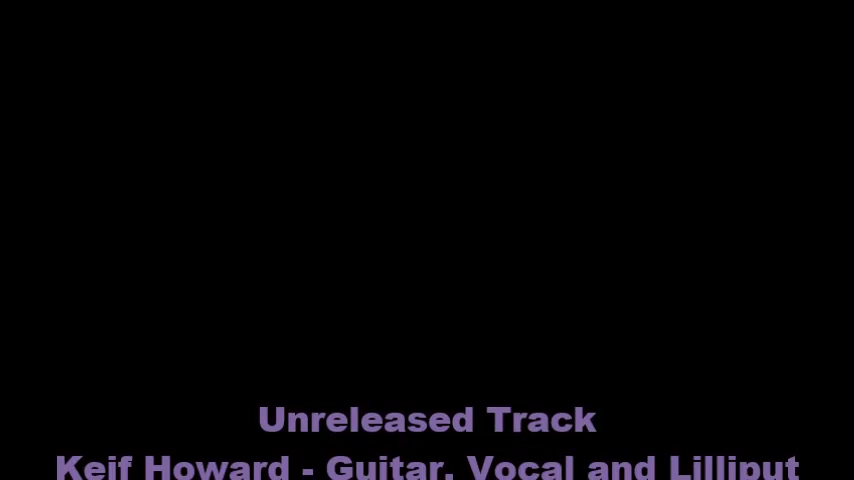 Unreleased Track
Keif Howard - Guitar, Vocal and Lilliput